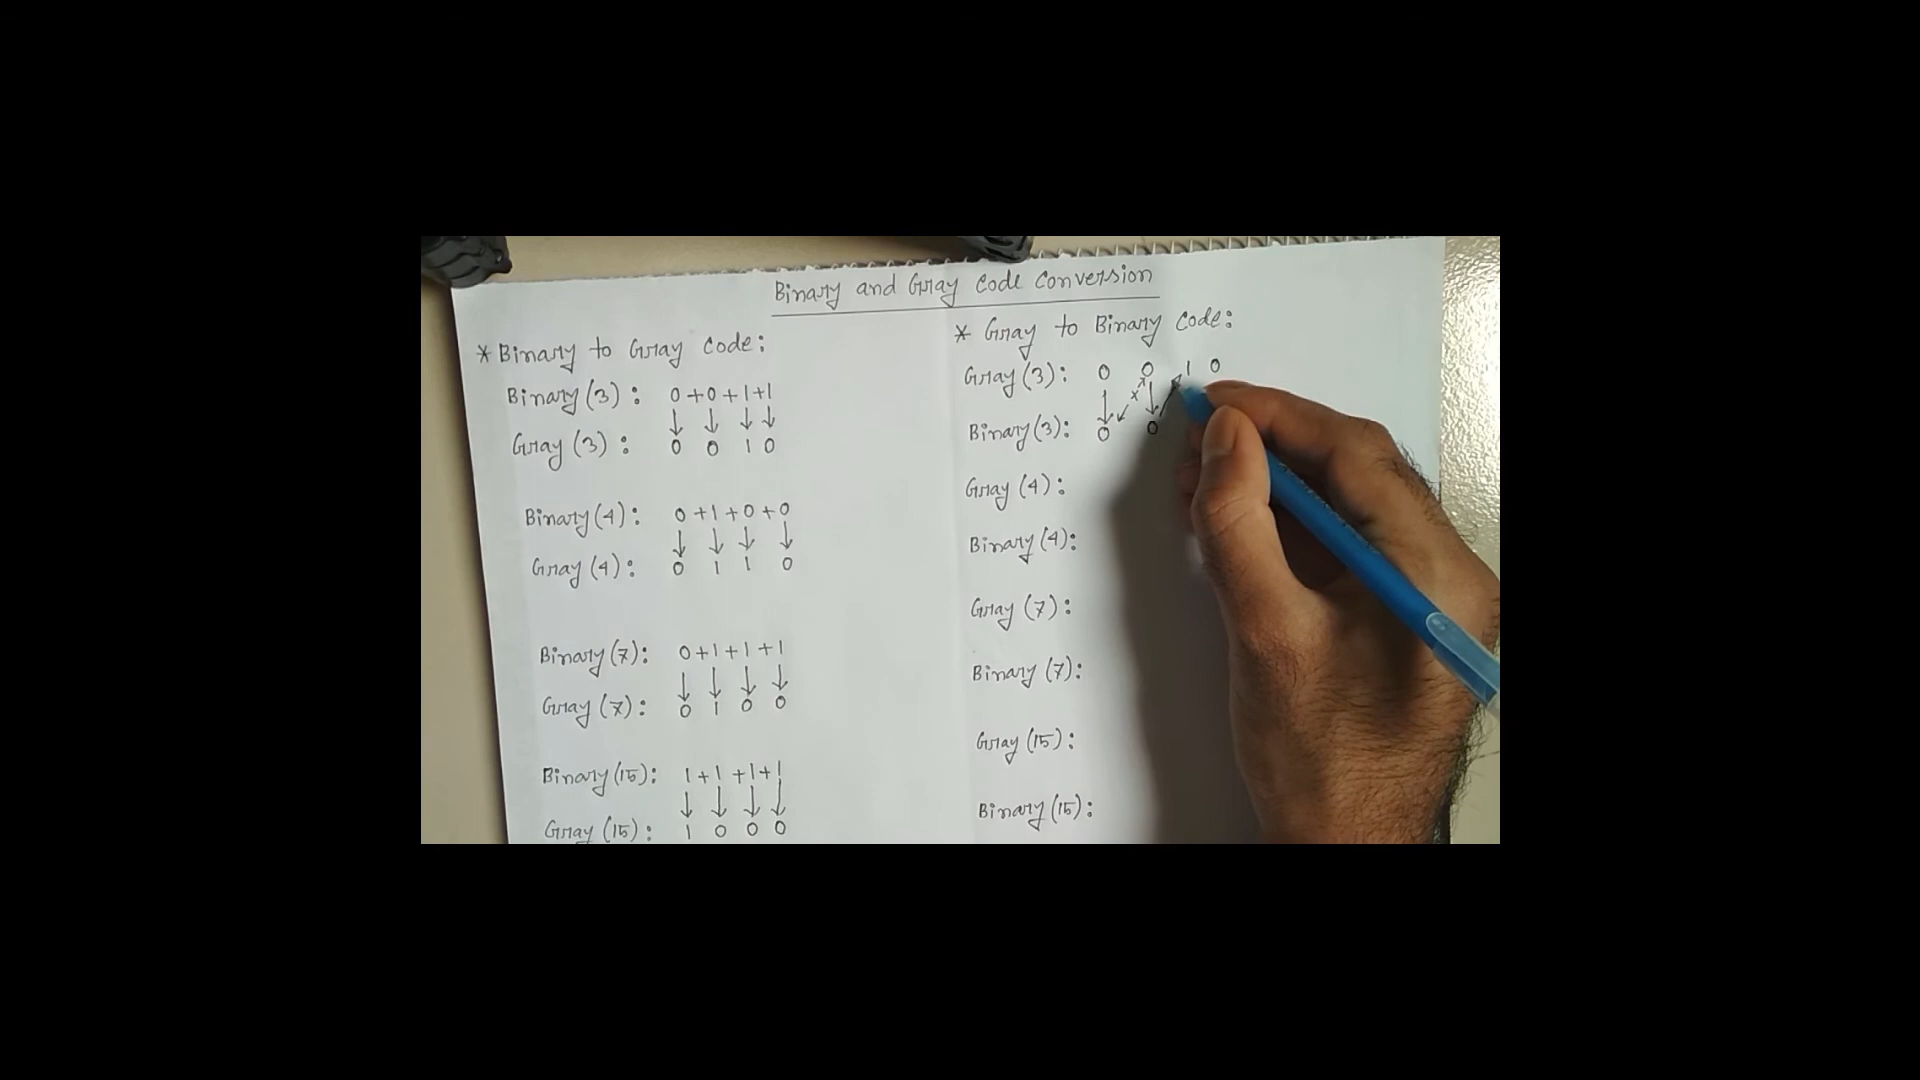 Binary and Gray Code Conversion
* Binary to Gray Code:
Binary(3): 0+0+1+1
↓ ↓ ↓ ↓
Gray(3): 0 0 1 0
Binary(4): 0+1+0+0
↓ ↓ ↓ ↓
Gray(4): 0 1 1 0
Binary(7): 0+1+1+1
↓ ↓ ↓ ↓
Gray(7): 0 1 0 0
Binary(15): 1+1+1+1
↓ ↓ ↓ ↓
Gray(15): 1 0 0 0
* Gray to Binary Code:
Gray(3): 0 0 1 0
Binary(3): 0 0
Gray(4):
Binary(4):
Gray(7):
Binary(7):
Gray(15):
Binary(15):